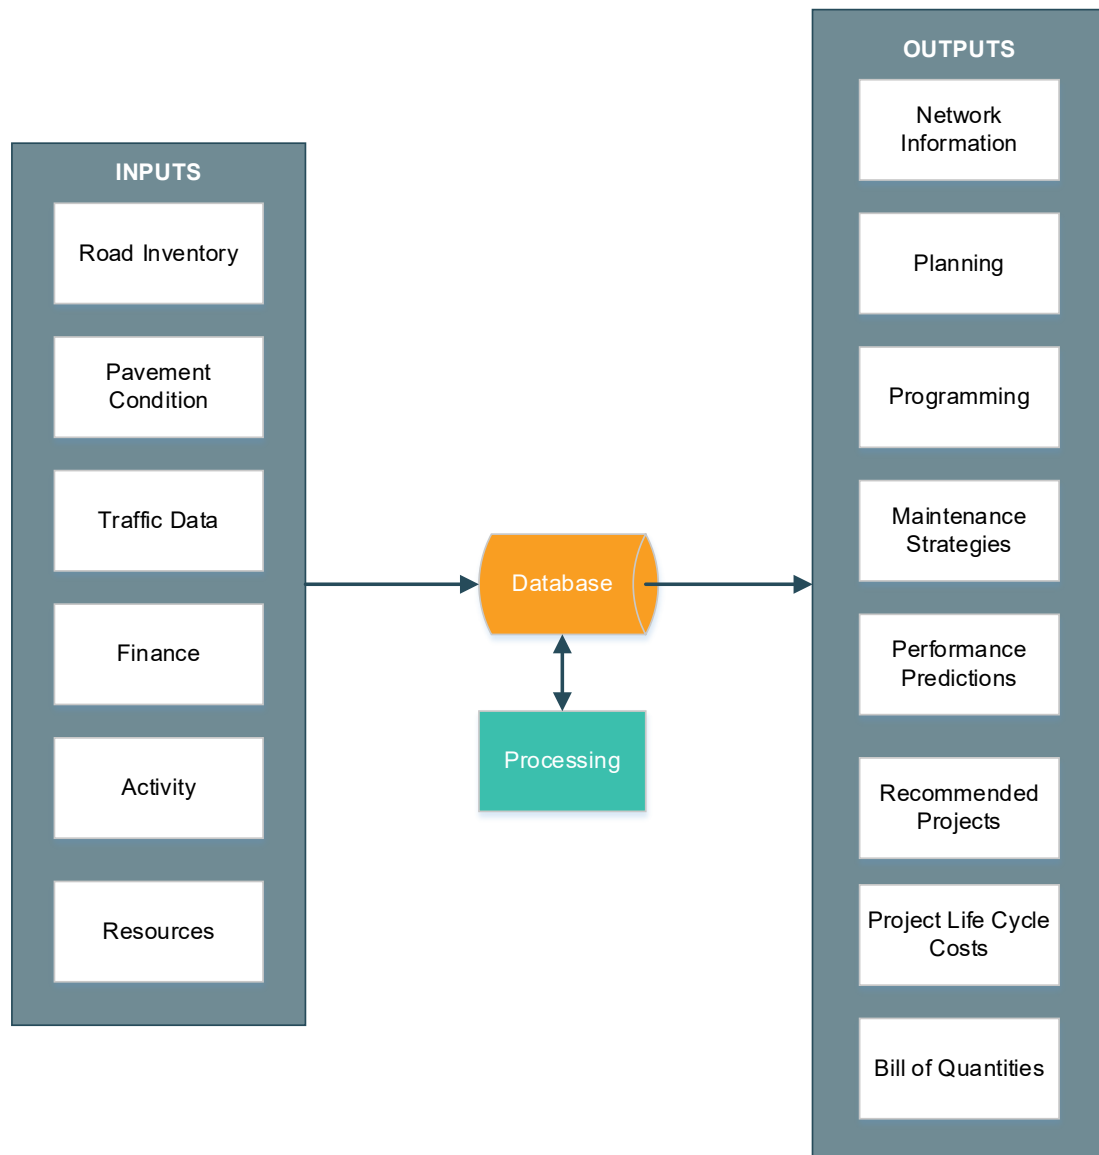 INPUTS
Road Inventory
Pavement
Condition
Traffic Data
Finance
Activity
Resources
Database
Processing
OUTPUTS
Network
Information
Planning
Programming
Maintenance
Strategies
Performance
Predictions
Recommended
Projects
Project Life Cycle
Costs
Bill of Quantities